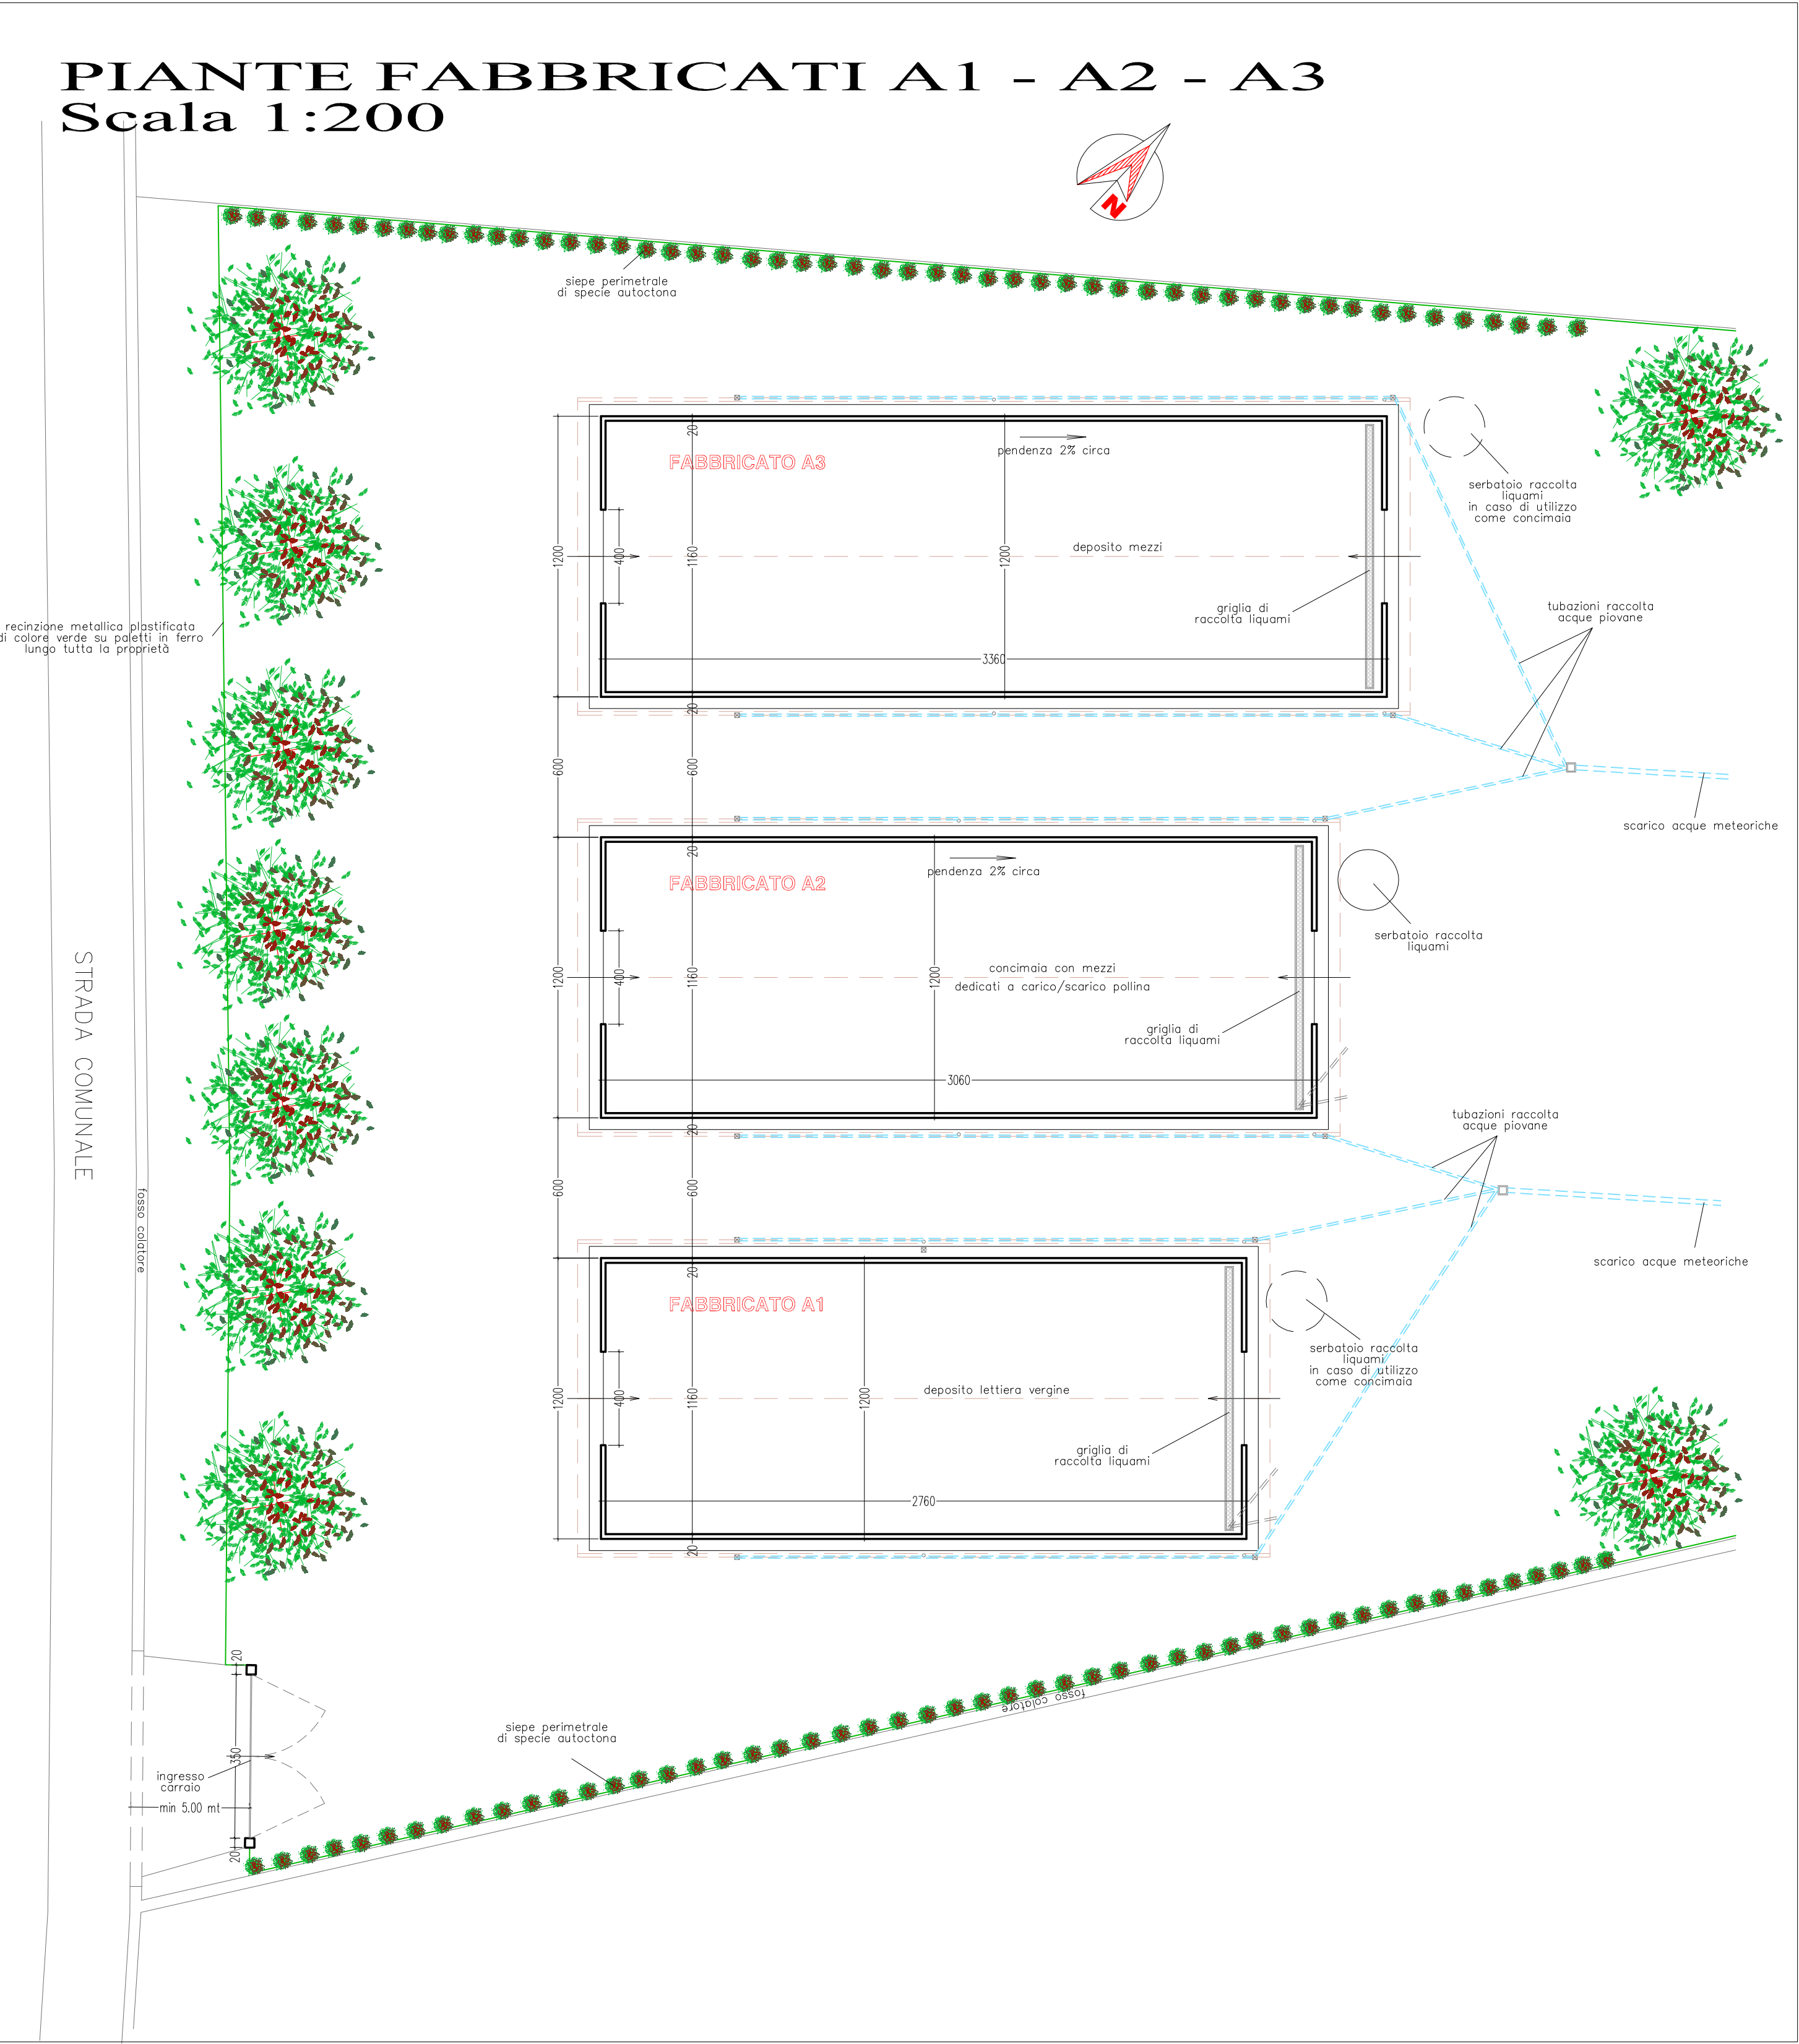 PIANTE FABBRICATI A1 - A2 - A3
Scala 1:200
N
siepe perimetrale
di specie autoctona
recinzione metallica plastificata
di colore verde su paletti in ferro
lungo tutta la proprietà
STRADA COMUNALE
fosso colatore
FABBRICATO A3
pendenza 2% circa
deposito mezzi
griglia di
raccolta liquami
1200
20
1160
400
1200
3360
20
serbatoio raccolta
liquami
in caso di utilizzo
come concimaia
tubazioni raccolta
acque piovane
scarico acque meteoriche
600
600
FABBRICATO A2
pendenza 2% circa
concimaia con mezzi
dedicati a carico/scarico pollina
griglia di
raccolta liquami
1200
20
1160
400
1200
3060
20
serbatoio raccolta
liquami
tubazioni raccolta
acque piovane
scarico acque meteoriche
600
600
FABBRICATO A1
deposito lettiera vergine
griglia di
raccolta liquami
1200
20
1160
400
1200
2760
20
serbatoio raccolta
liquami
in caso di utilizzo
come concimaia
20
350
ingresso
carraio
min 5.00 mt
20
siepe perimetrale
di specie autoctona
fosso colatore